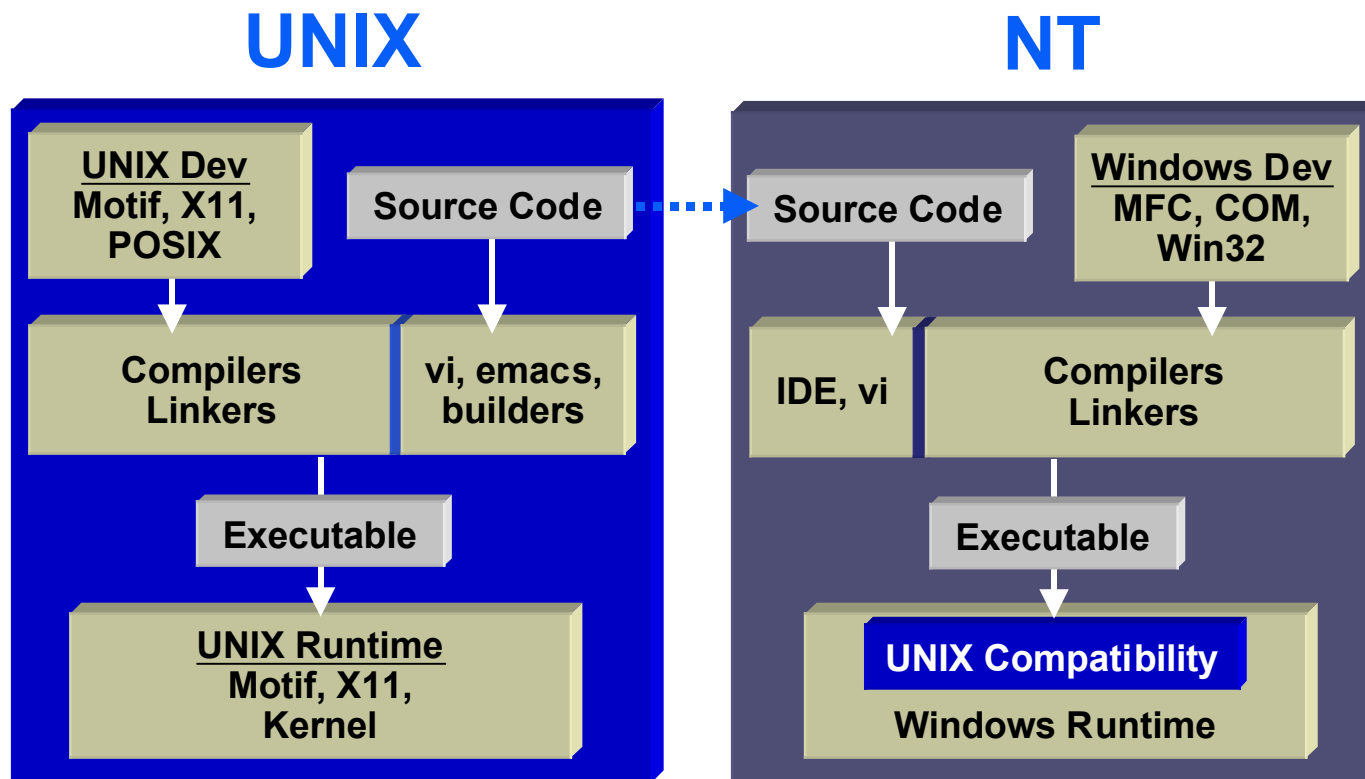 UNIX
UNIX Dev
Motif, X11,
POSIX
Source Code
Compilers
Linkers
vi, emacs,
builders
Executable
UNIX Runtime
Motif, X11,
Kernel
NT
Source Code
Windows Dev
MFC, COM,
Win32
IDE, vi
Compilers
Linkers
Executable
UNIX Compatibility
Windows Runtime